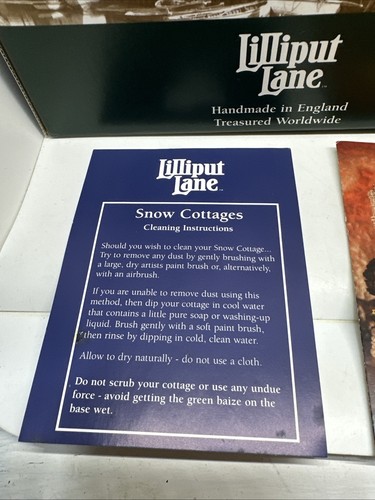 Lilliput
Lane™
Handmade in England
Treasured Worldwide™
Lilliput
Lane™
Snow Cottages
Cleaning Instructions
Should you wish to clean your Snow Cottage...
Try to remove any dust by gently brushing with
a large, dry artists paint brush or, alternatively,
with an airbrush.
If you are unable to remove dust using this
method, then dip your cottage in cool water
that contains a little pure soap or washing-up
liquid. Brush gently with a soft paint brush,
then rinse by dipping in cold, clean water.
Allow to dry naturally - do not use a cloth.
Do not scrub your cottage or use any undue
force - avoid getting the green baize on the
base wet.